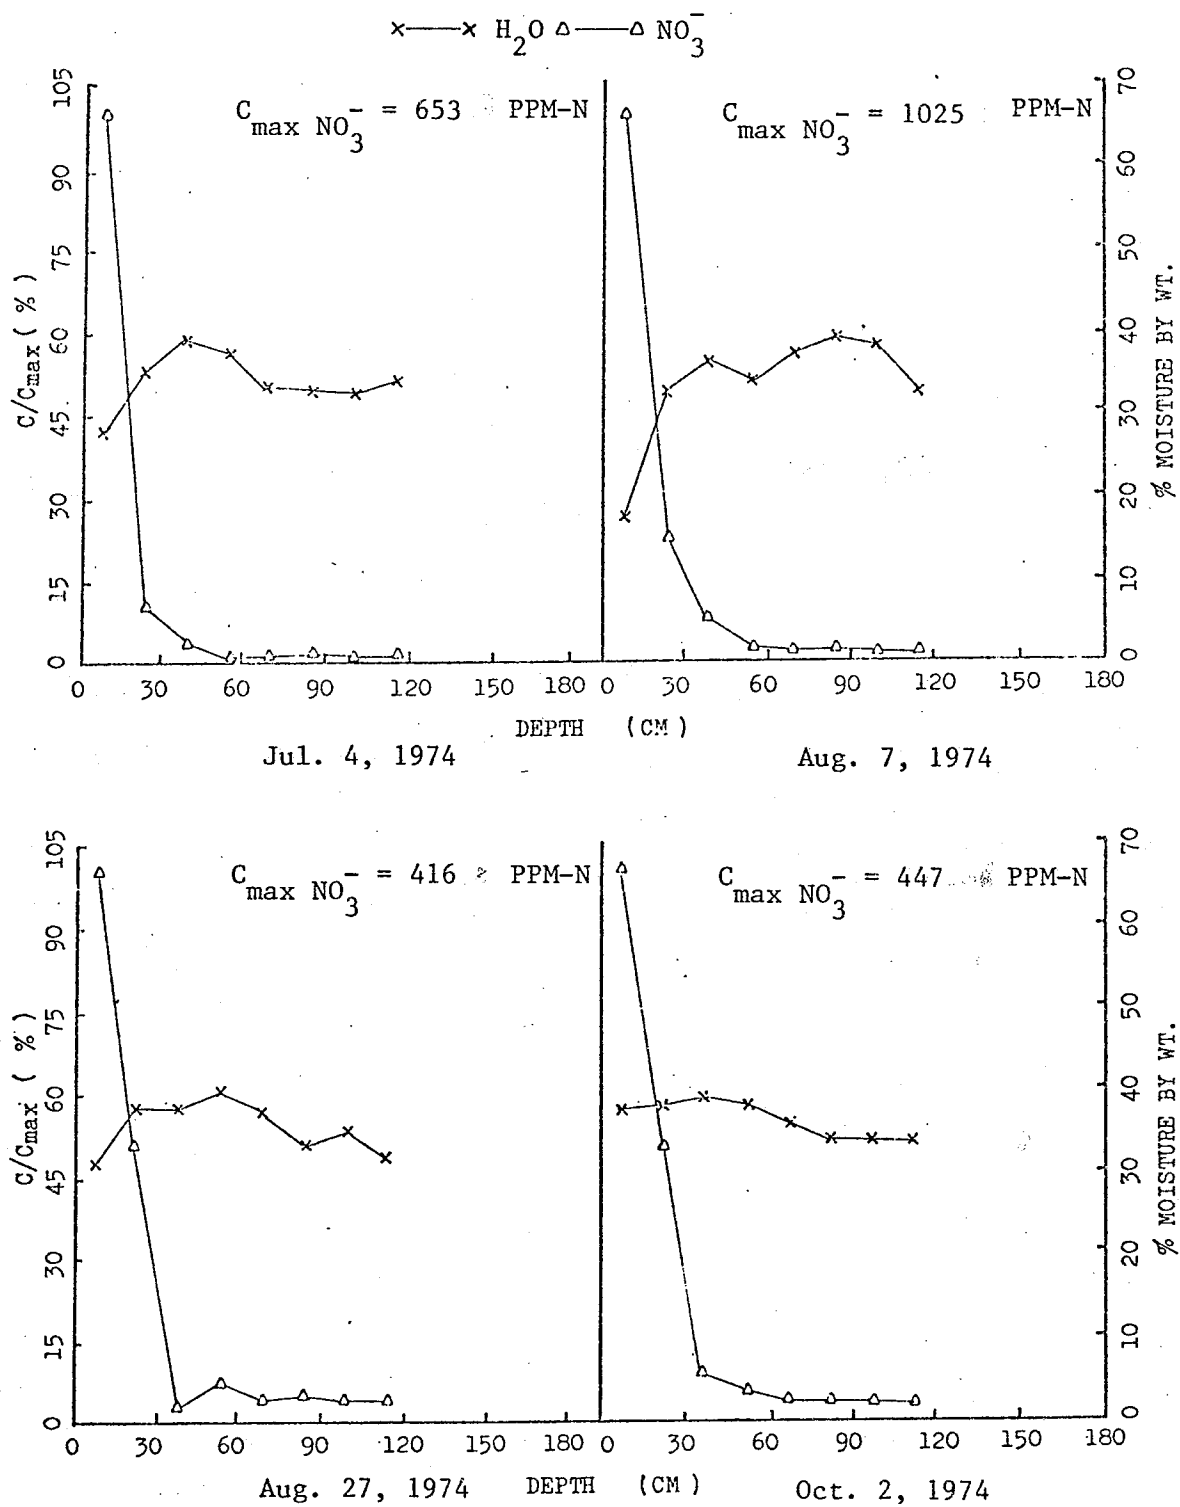 ×——× H₂O △——△ NO₃⁻
C max NO₃⁻ = 653 PPM-N
C max NO₃⁻ = 1025 PPM-N
105
90
75
60
45
30
15
0
C/Cmax ( % )
70
60
50
40
30
20
10
0
% MOISTURE BY WT.
0 30 60 90 120 150 180
0 30 60 90 120 150 180
DEPTH (CM)
Jul. 4, 1974
Aug. 7, 1974
C max NO₃⁻ = 416 PPM-N
C max NO₃⁻ = 447 PPM-N
105
90
75
60
45
30
15
0
C/Cmax ( % )
70
60
50
40
30
20
10
0
% MOISTURE BY WT.
0 30 60 90 120 150 180
0 30 60 90 120 150 180
Aug. 27, 1974
DEPTH (CM)
Oct. 2, 1974